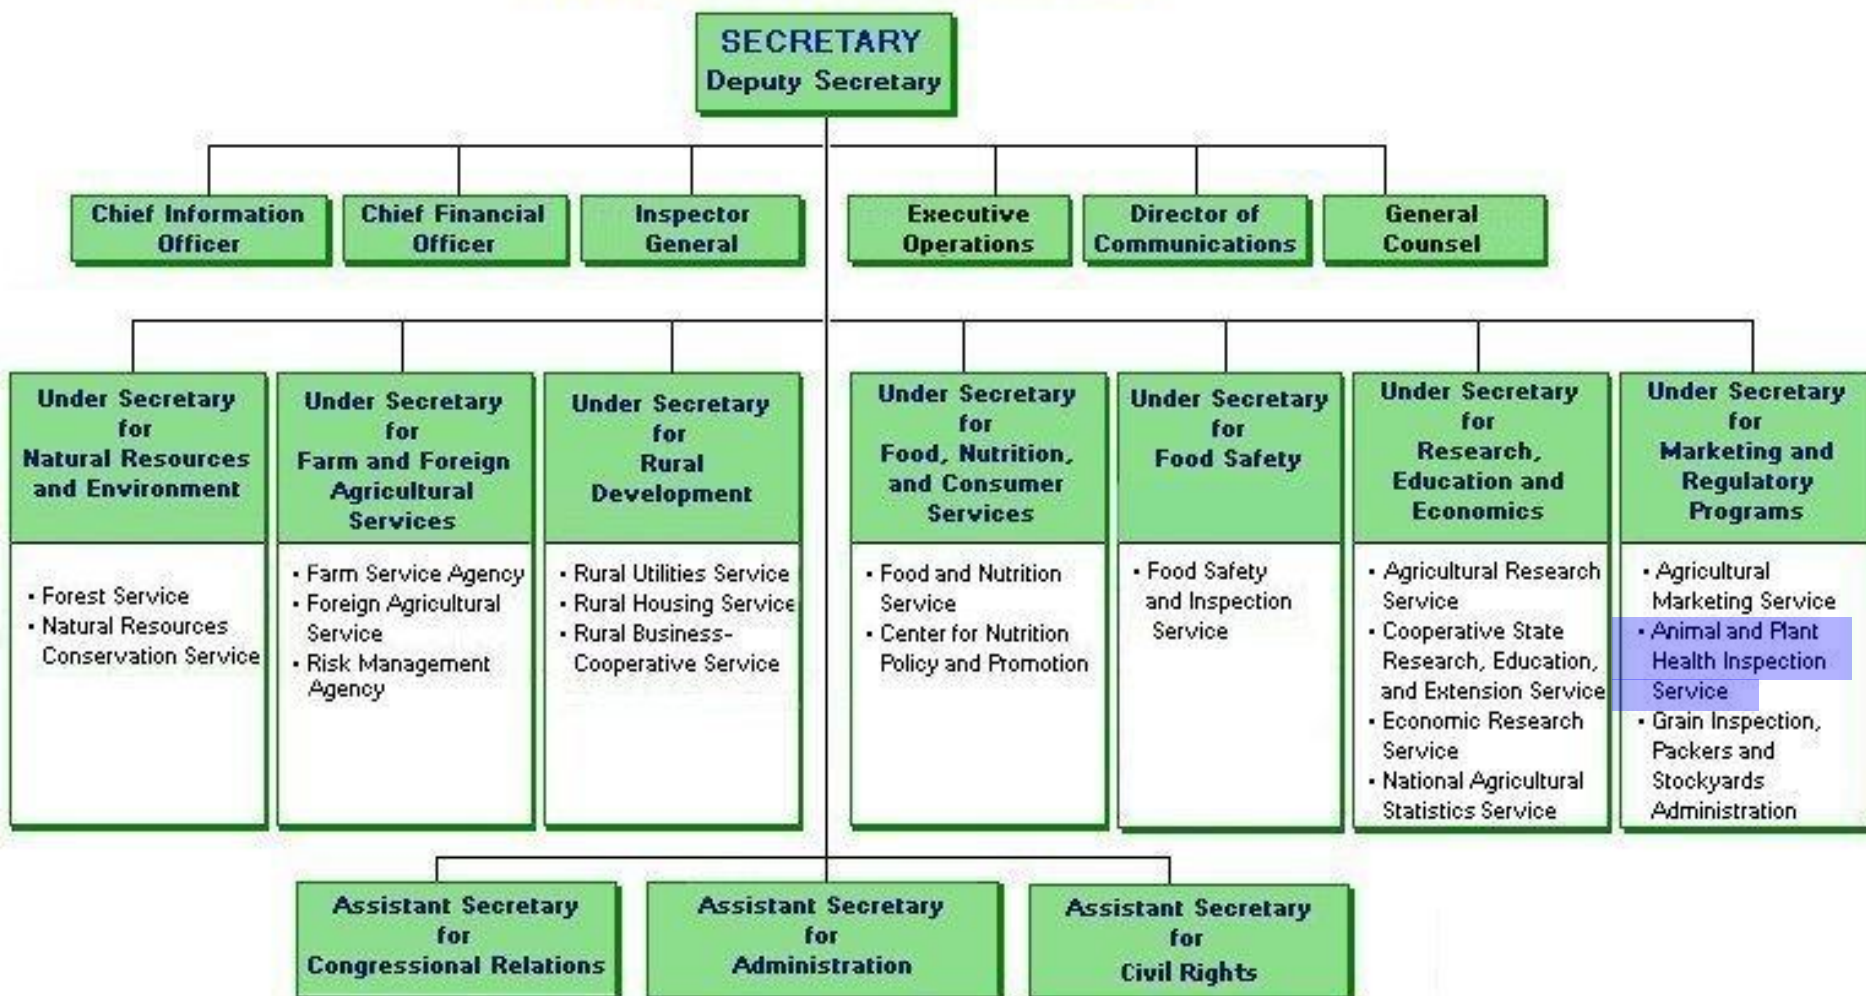 SECRETARY
Deputy Secretary
Chief Information
Officer
Chief Financial
Officer
Inspector
General
Executive
Operations
Director of
Communications
General
Counsel
Under Secretary
for
Natural Resources
and Environment
• Forest Service
• Natural Resources
Conservation Service
Under Secretary
for
Farm and Foreign
Agricultural
Services
• Farm Service Agency
• Foreign Agricultural
Service
• Risk Management
Agency
Under Secretary
for
Rural
Development
• Rural Utilities Service
• Rural Housing Service
• Rural Business-
Cooperative Service
Under Secretary
for
Food, Nutrition,
and Consumer
Services
• Food and Nutrition
Service
• Center for Nutrition
Policy and Promotion
Under Secretary
for
Food Safety
• Food Safety
and Inspection
Service
Under Secretary
for
Research,
Education and
Economics
• Agricultural Research
Service
• Cooperative State
Research, Education,
and Extension Service
• Economic Research
Service
• National Agricultural
Statistics Service
Under Secretary
for
Marketing and
Regulatory
Programs
• Agricultural
Marketing Service
• Animal and Plant
Health Inspection
Service
• Grain Inspection,
Packers and
Stockyards
Administration
Assistant Secretary
for
Congressional Relations
Assistant Secretary
for
Administration
Assistant Secretary
for
Civil Rights